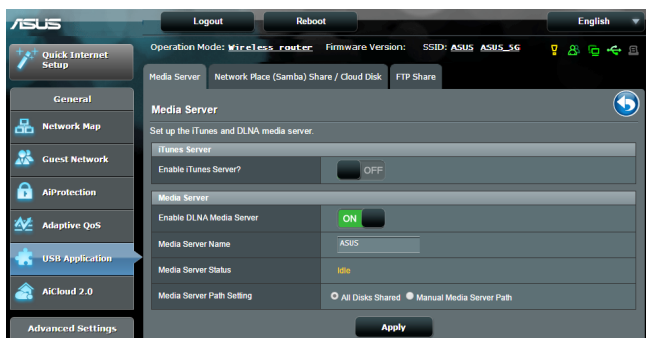 ASUS
Logout Reboot English
Quick Internet Setup
Operation Mode: Wireless router Firmware Version: SSID: ASUS ASUS_5G
Media Server Network Place (Samba) Share / Cloud Disk FTP Share
General
Network Map
Guest Network
AiProtection
Adaptive QoS
USB Application
AiCloud 2.0
Advanced Settings
Media Server
Set up the iTunes and DLNA media server.
iTunes Server
Enable iTunes Server? OFF
Media Server
Enable DLNA Media Server ON
Media Server Name ASUS
Media Server Status Idle
Media Server Path Setting All Disks Shared Manual Media Server Path
Apply